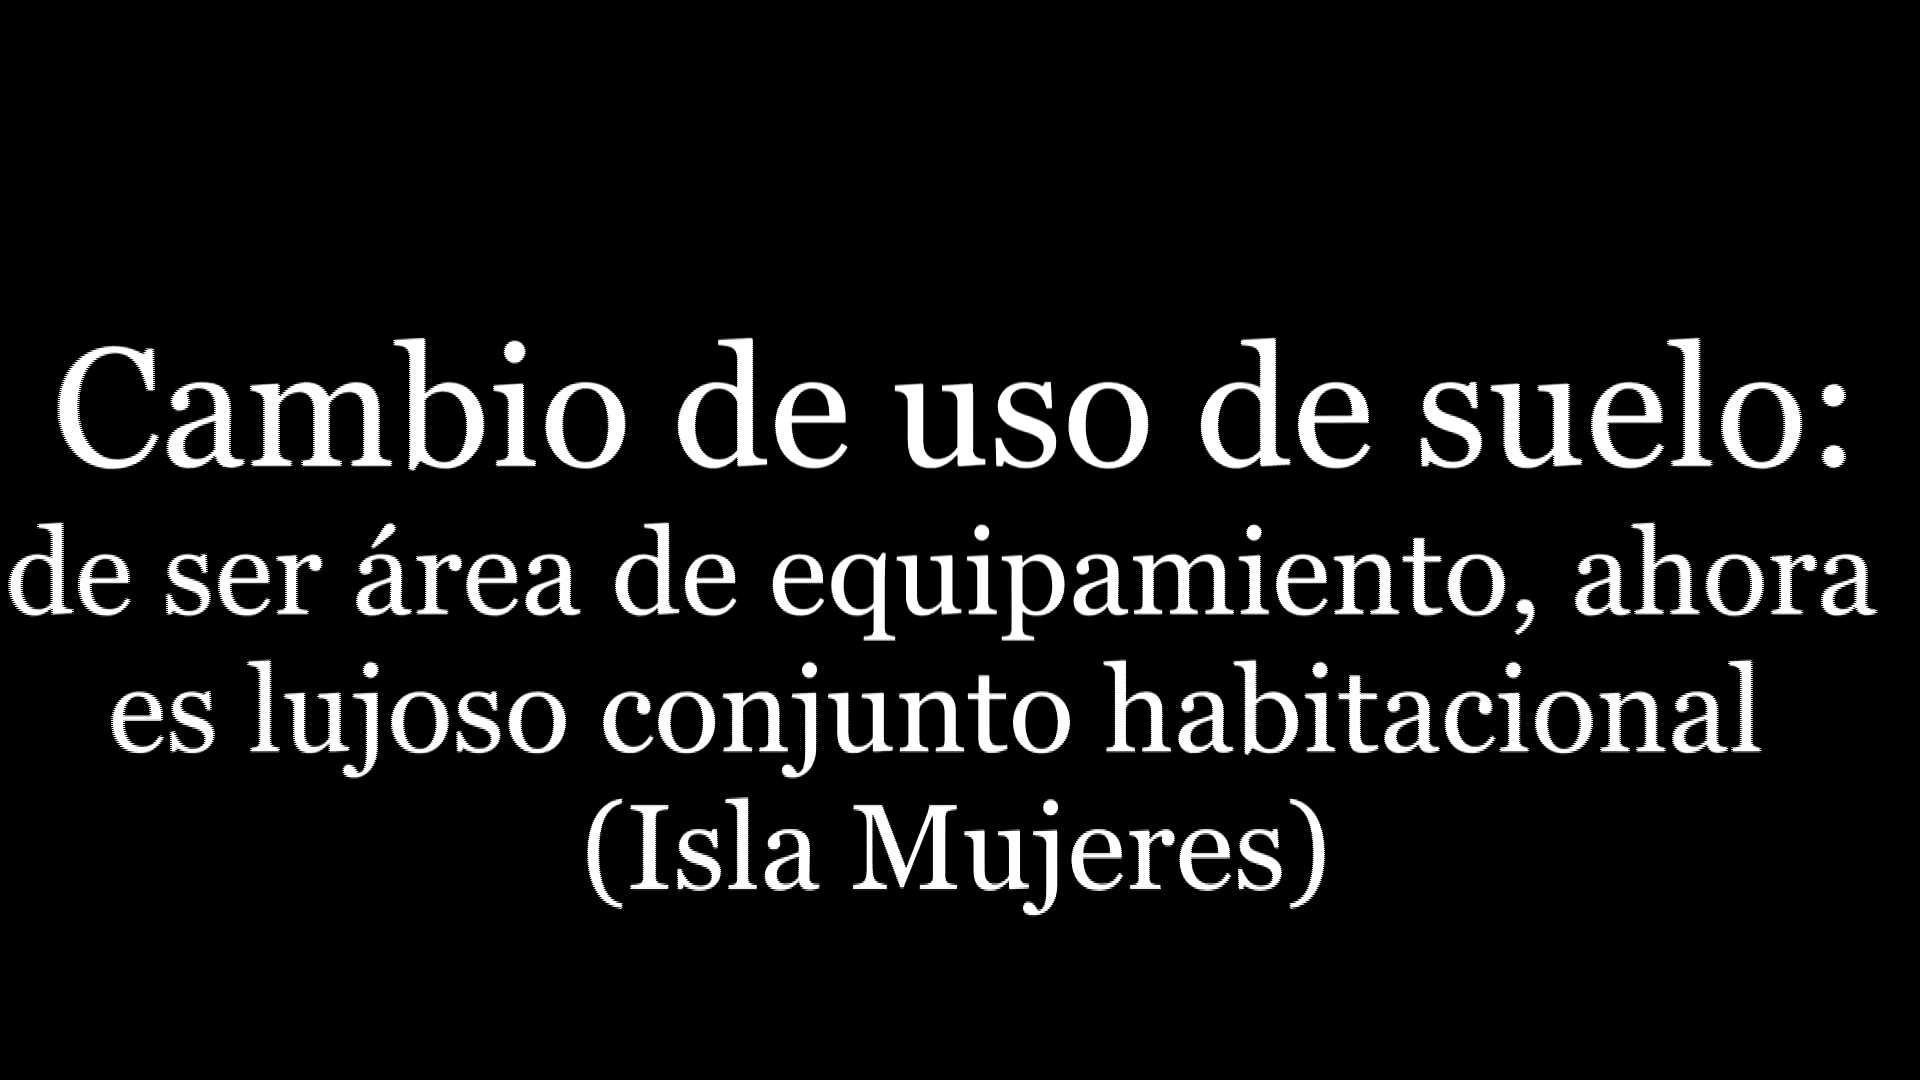 Cambio de uso de suelo:
de ser área de equipamiento, ahora
es lujoso conjunto habitacional
(Isla Mujeres)